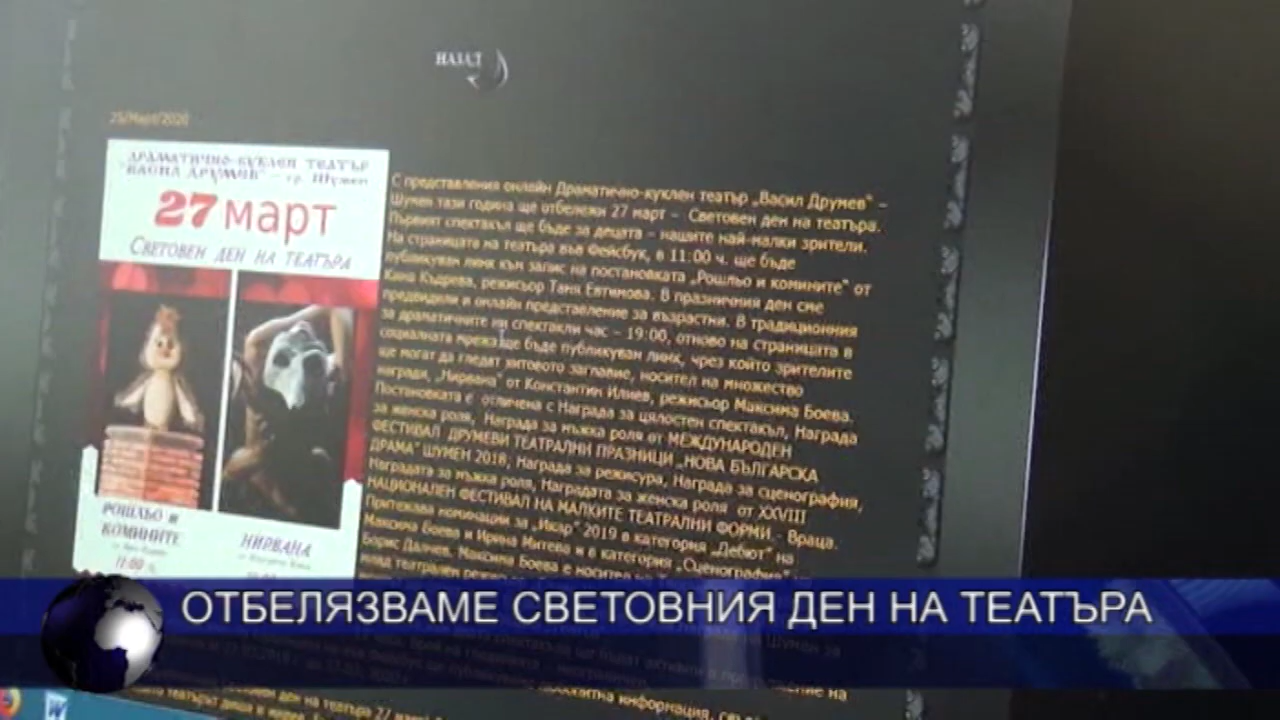 НАЗАД
25/Март/2020
ДРАМАТИЧНО-КУКЛЕН ТЕАТЪР
"ВАСИЛ ДРУМЕВ" - гр. Шумен
27 март
СВЕТОВЕН ДЕН НА ТЕАТЪРА
РОШЛЬО И
КОМИНИТЕ
11:00 ч.
НИРВАНА
С представления онлайн Драматично-куклен театър „Васил Друмев“ –
Шумен тази година ще отбележи 27 март – Световен ден на театъра.
Първият спектакъл ще бъде за децата – нашите най-малки зрители.
На страницата на театъра във Фейсбук, в 11:00 ч. ще бъде
публикуван линк към запис на постановката „Рошльо и комините“ от
Кина Къдрева, режисьор Таня Евтимова. В празничния ден сме
предвидели и онлайн представление за възрастни. В традиционния
за драматичните ни спектакли час – 19:00, отново на страницата в
социалната мрежа ще бъде публикуван линк, чрез който зрителите
ще могат да гледат хитовото заглавие, носител на множество
награди, „Нирвана“ от Константин Илиев, режисьор Максима Боева.
Постановката е отличена с Награда за цялостен спектакъл, Награда
за женска роля, Награда за мъжка роля от МЕЖДУНАРОДЕН
ФЕСТИВАЛ ДРУМЕВИ ТЕАТРАЛНИ ПРАЗНИЦИ „НОВА БЪЛГАРСКА
ДРАМА“ ШУМЕН 2018, Награда за режисура, Награда за сценография,
Наградата за мъжка роля, Наградата за женска роля от XXVIII
НАЦИОНАЛЕН ФЕСТИВАЛ НА МАЛКИТЕ ТЕАТРАЛНИ ФОРМИ - Враца.
Притежава номинации за „Икар“ 2019 в категория „Дебют“ на
Максима Боева и Ирина Митева и в категория „Сценография“
Борис Далчев. Максима Боева е носител
ОТБЕЛЯЗВАМЕ СВЕТОВНИЯ ДЕН НА ТЕАТЪРА
информация,
ден на театъра 27